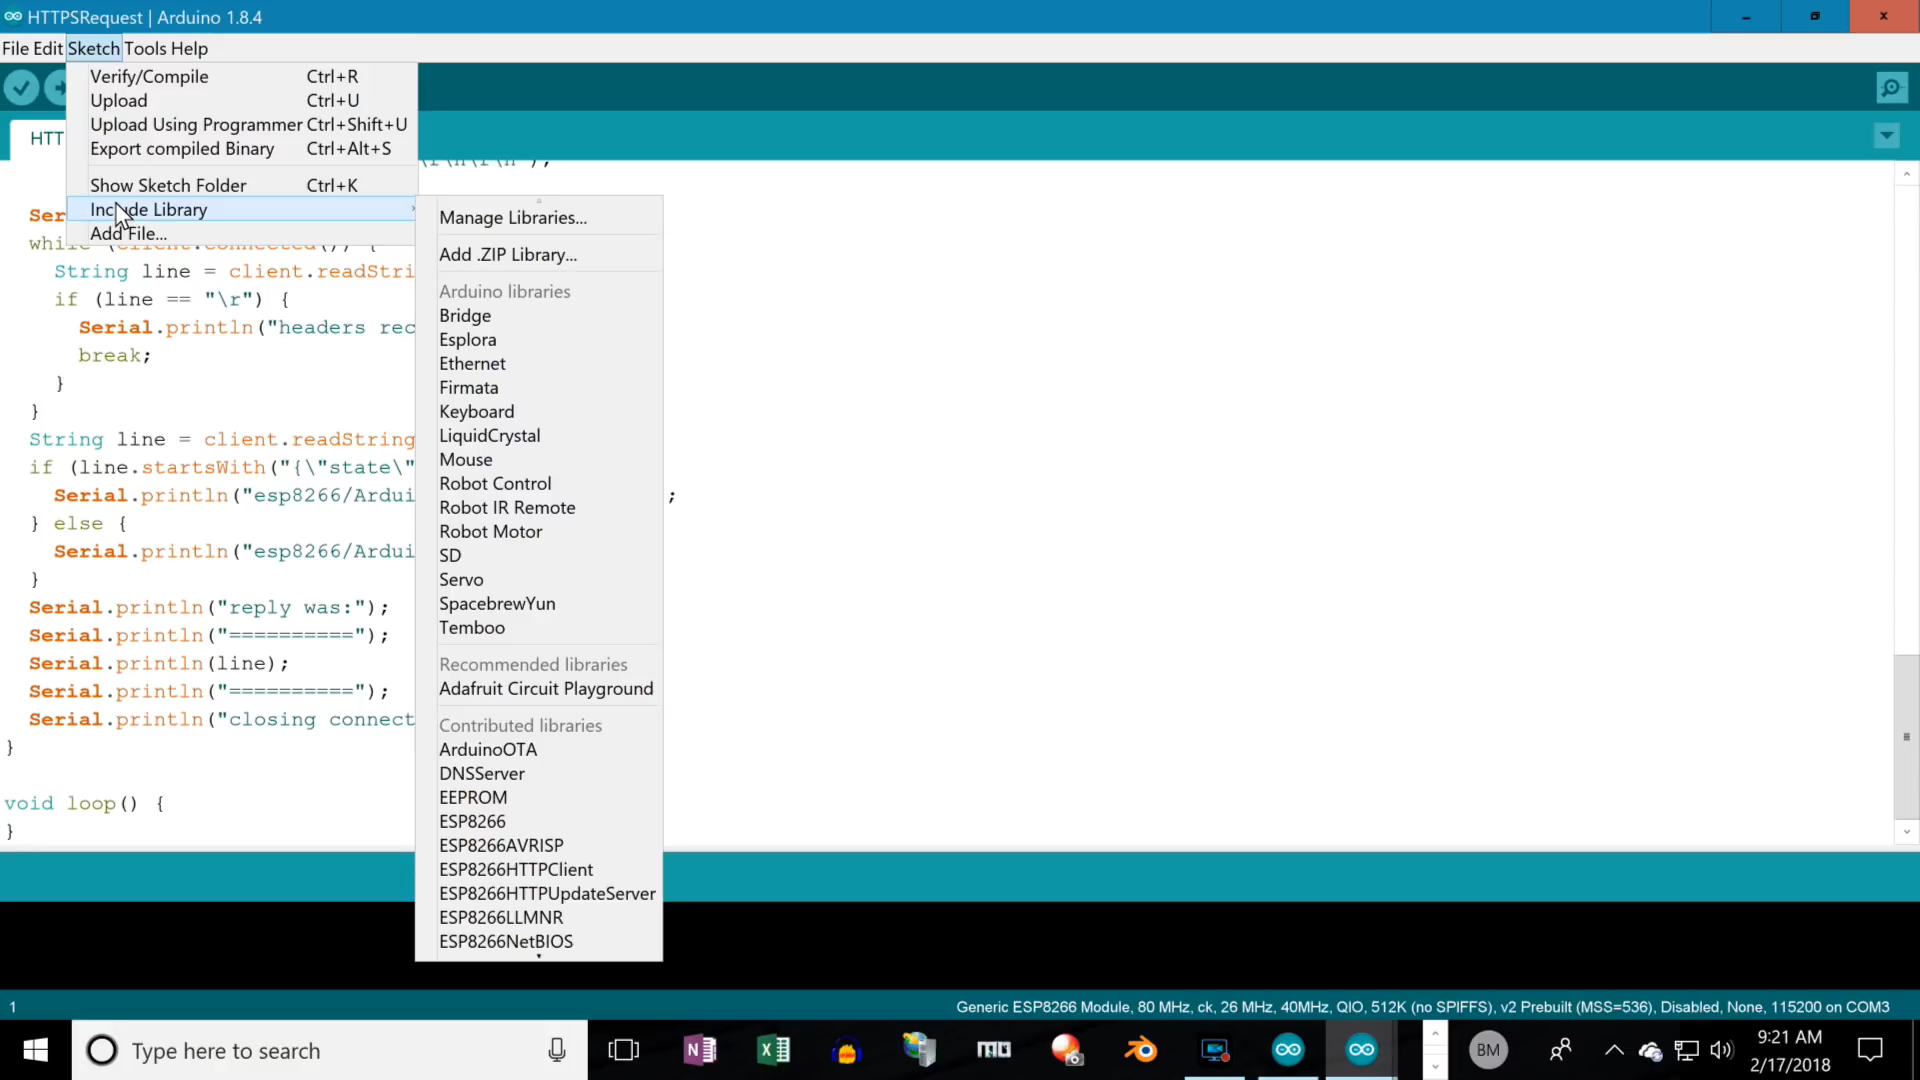 HTTPSRequest | Arduino 1.8.4
File Edit Sketch Tools Help
Verify/Compile Ctrl+R
Upload Ctrl+U
Upload Using Programmer Ctrl+Shift+U
Export compiled Binary Ctrl+Alt+S
Show Sketch Folder Ctrl+K
Include Library
Add File...
HTT
Manage Libraries...
Add .ZIP Library...
Arduino libraries
Bridge
Esplora
Ethernet
Firmata
Keyboard
LiquidCrystal
Mouse
Robot Control
Robot IR Remote
Robot Motor
SD
Servo
SpacebrewYun
Temboo
Recommended libraries
Adafruit Circuit Playground
Contributed libraries
ArduinoOTA
DNSServer
EEPROM
ESP8266
ESP8266AVRISP
ESP8266HTTPClient
ESP8266HTTPUpdateServer
ESP8266LLMNR
ESP8266NetBIOS
Ser
while (client.connected()) {
String line = client.readStri
if (line == "\r") {
Serial.println("headers rec
break;
}
}
String line = client.readString
if (line.startsWith("{\"state\"
Serial.println("esp8266/Ardui ;
} else {
Serial.println("esp8266/Ardui
}
Serial.println("reply was:");
Serial.println("==========");
Serial.println(line);
Serial.println("==========");
Serial.println("closing connect
}
void loop() {
}
1
Generic ESP8266 Module, 80 MHz, ck, 26 MHz, 40MHz, QIO, 512K (no SPIFFS), v2 Prebuilt (MSS=536), Disabled, None, 115200 on COM3
Type here to search
BM
9:21 AM
2/17/2018